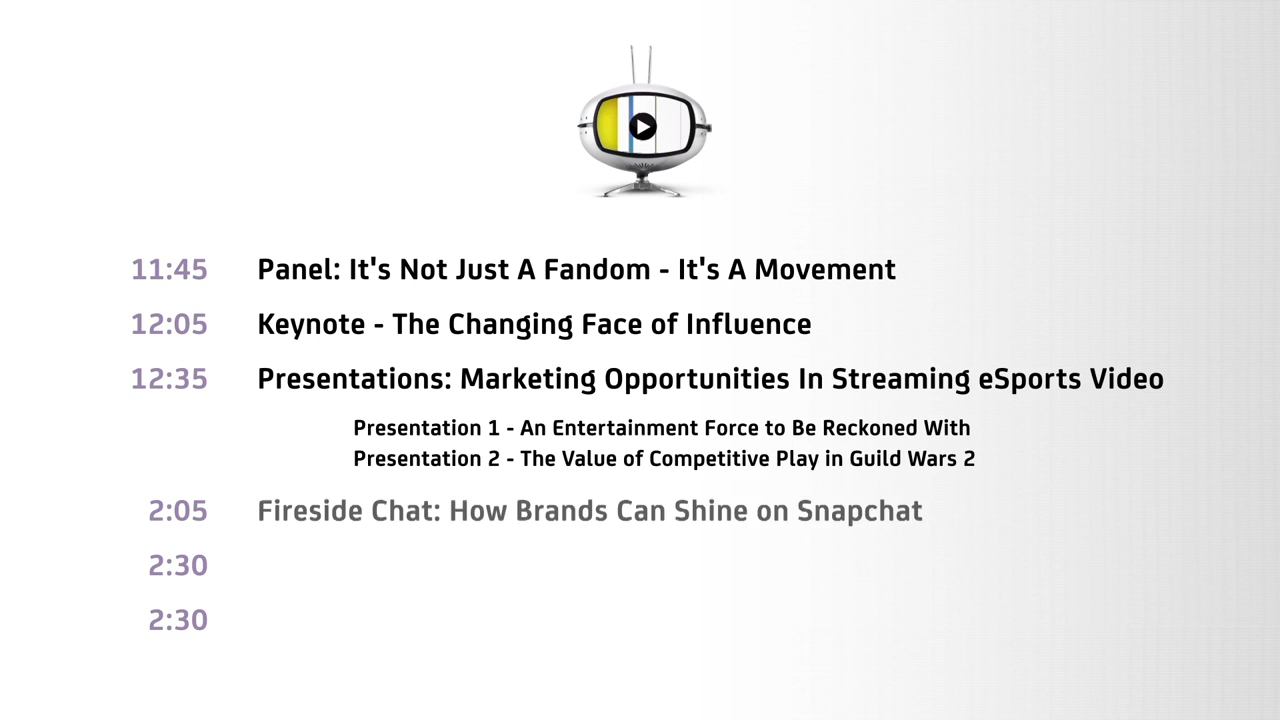 11:45 Panel: It's Not Just A Fandom - It's A Movement
12:05 Keynote - The Changing Face of Influence
12:35 Presentations: Marketing Opportunities In Streaming eSports Video
Presentation 1 - An Entertainment Force to Be Reckoned With
Presentation 2 - The Value of Competitive Play in Guild Wars 2
2:05 Fireside Chat: How Brands Can Shine on Snapchat
2:30
2:30